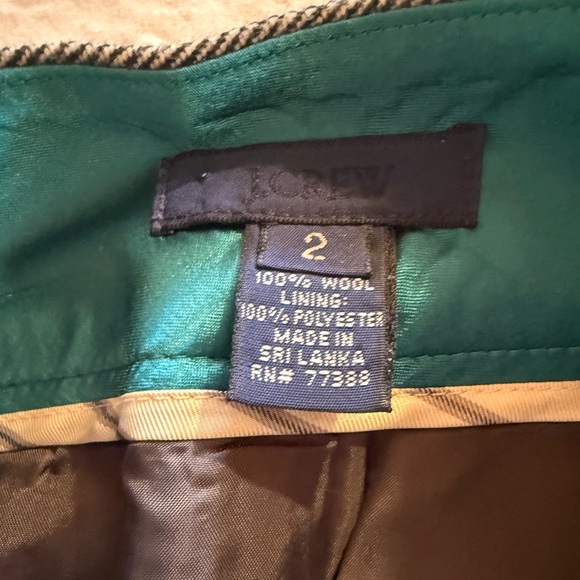 J.CREW
2
100% WOOL
LINING:
100% POLYESTER
MADE IN
SRI LANKA
RN# 77388